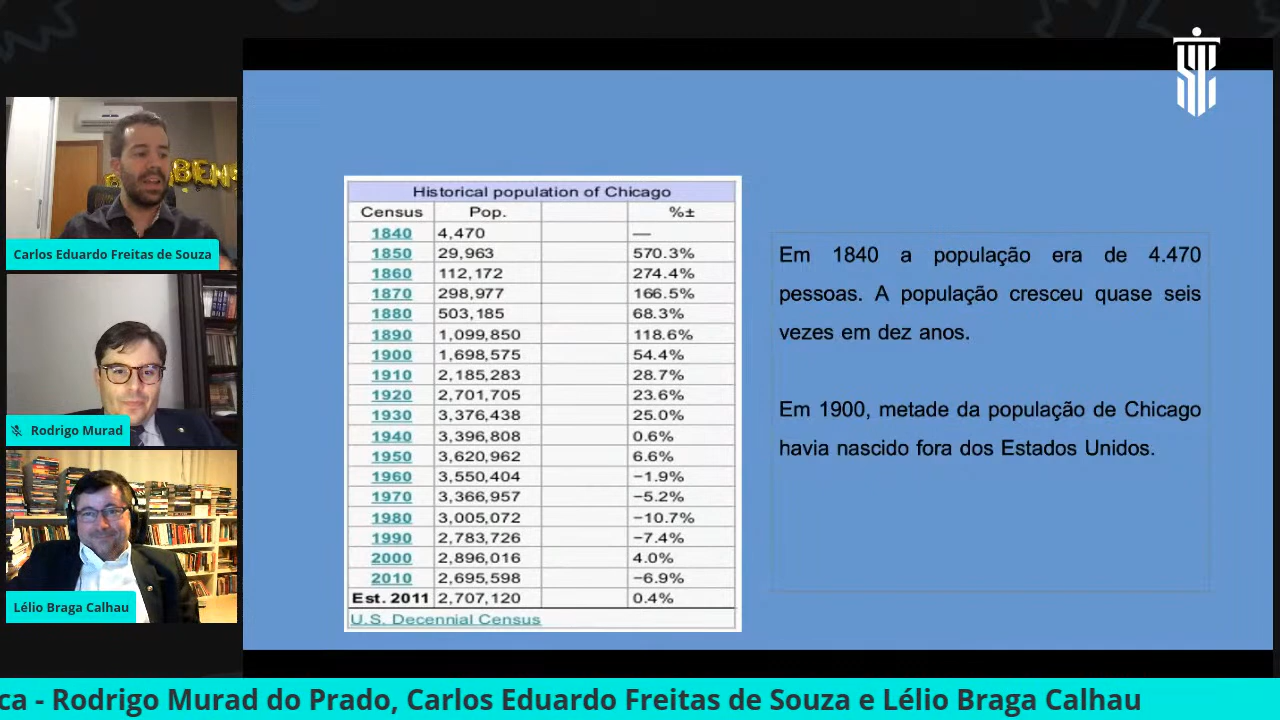 Carlos Eduardo Freitas de Souza
Rodrigo Murad
Lélio Braga Calhau
Historical population of Chicago
Census Pop. %±
1840 4,470 —
1850 29,963 570.3%
1860 112,172 274.4%
1870 298,977 166.5%
1880 503,185 68.3%
1890 1,099,850 118.6%
1900 1,698,575 54.4%
1910 2,185,283 28.7%
1920 2,701,705 23.6%
1930 3,376,438 25.0%
1940 3,396,808 0.6%
1950 3,620,962 6.6%
1960 3,550,404 −1.9%
1970 3,366,957 −5.2%
1980 3,005,072 −10.7%
1990 2,783,726 −7.4%
2000 2,896,016 4.0%
2010 2,695,598 −6.9%
Est. 2011 2,707,120 0.4%
U.S. Decennial Census
Em 1840 a população era de 4.470
pessoas. A população cresceu quase seis
vezes em dez anos.
Em 1900, metade da população de Chicago
havia nascido fora dos Estados Unidos.
ca - Rodrigo Murad do Prado, Carlos Eduardo Freitas de Souza e Lélio Braga Calhau